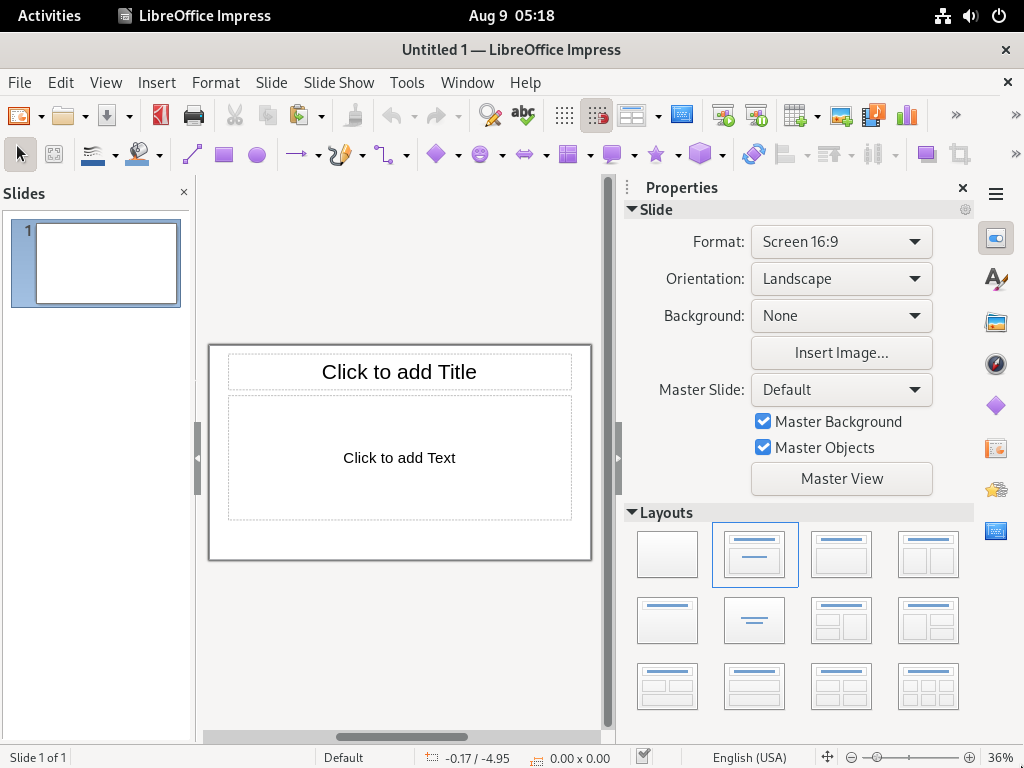 Activities LibreOffice Impress Aug 9 05:18
Untitled 1 — LibreOffice Impress
File Edit View Insert Format Slide Slide Show Tools Window Help
abc
Slides
1
Click to add Title
Click to add Text
Properties
Slide
Format: Screen 16:9
Orientation: Landscape
Background: None
Insert Image...
Master Slide: Default
Master Background
Master Objects
Master View
Layouts
Slide 1 of 1 Default -0.17 / -4.95 0.00 x 0.00 English (USA) 36%